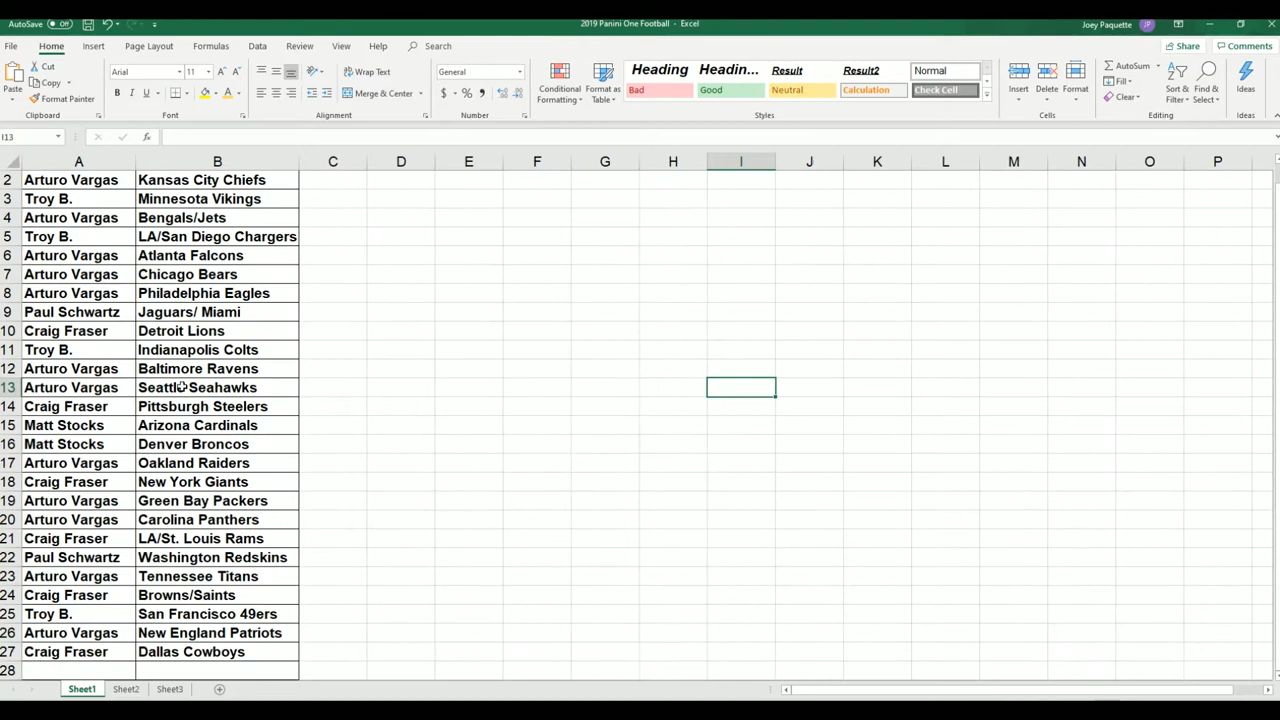 AutoSave Off 2019 Panini One Football - Excel Joey Paquette JP
File Home Insert Page Layout Formulas Data Review View Help Search Share Comments
Cut Arial 11 Wrap Text General Heading Headin... Result Result2 Normal AutoSum
Copy Fill
Paste Format Painter B I U Merge & Center $ % Conditional Formatting Format as Table Bad Good Neutral Calculation Check Cell Insert Delete Format Clear Sort & Filter Find & Select Ideas
Clipboard Font Alignment Number Styles Cells Editing Ideas
I13 fx
A B C D E F G H I J K L M N O P
2 Arturo Vargas Kansas City Chiefs
3 Troy B. Minnesota Vikings
4 Arturo Vargas Bengals/Jets
5 Troy B. LA/San Diego Chargers
6 Arturo Vargas Atlanta Falcons
7 Arturo Vargas Chicago Bears
8 Arturo Vargas Philadelphia Eagles
9 Paul Schwartz Jaguars/ Miami
10 Craig Fraser Detroit Lions
11 Troy B. Indianapolis Colts
12 Arturo Vargas Baltimore Ravens
13 Arturo Vargas Seattle Seahawks
14 Craig Fraser Pittsburgh Steelers
15 Matt Stocks Arizona Cardinals
16 Matt Stocks Denver Broncos
17 Arturo Vargas Oakland Raiders
18 Craig Fraser New York Giants
19 Arturo Vargas Green Bay Packers
20 Arturo Vargas Carolina Panthers
21 Craig Fraser LA/St. Louis Rams
22 Paul Schwartz Washington Redskins
23 Arturo Vargas Tennessee Titans
24 Craig Fraser Browns/Saints
25 Troy B. San Francisco 49ers
26 Arturo Vargas New England Patriots
27 Craig Fraser Dallas Cowboys
28
Sheet1 Sheet2 Sheet3